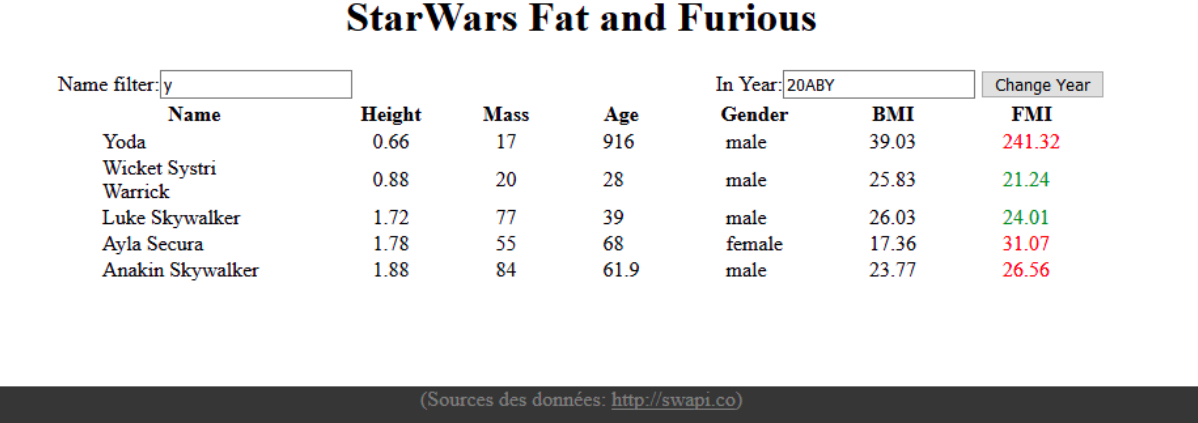 StarWars Fat and Furious
Name filter: y In Year: 20ABY Change Year
Name Height Mass Age Gender BMI FMI
Yoda 0.66 17 916 male 39.03 241.32
Wicket Systri
Warrick 0.88 20 28 male 25.83 21.24
Luke Skywalker 1.72 77 39 male 26.03 24.01
Ayla Secura 1.78 55 68 female 17.36 31.07
Anakin Skywalker 1.88 84 61.9 male 23.77 26.56
(Sources des données: http://swapi.co)